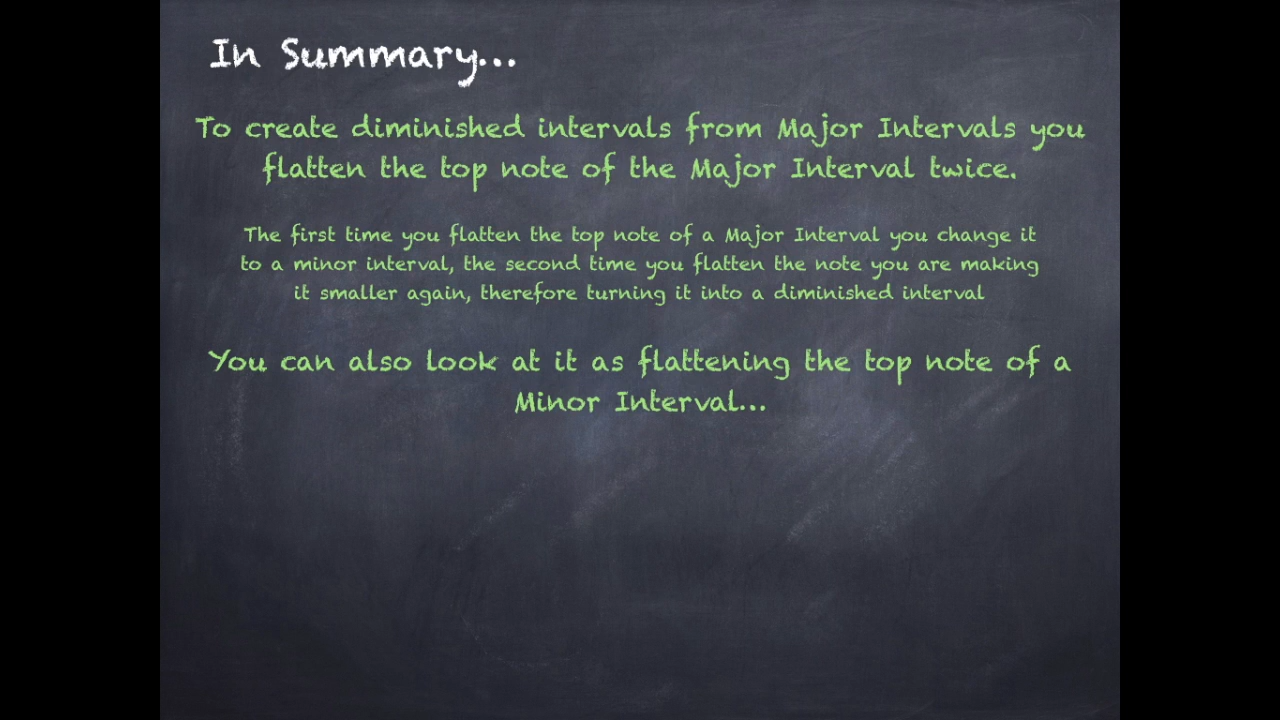 In Summary...
To create diminished intervals from Major Intervals you
flatten the top note of the Major Interval twice.
The first time you flatten the top note of a Major Interval you change it
to a minor interval, the second time you flatten the note you are making
it smaller again, therefore turning it into a diminished interval
You can also look at it as flattening the top note of a
Minor Interval...